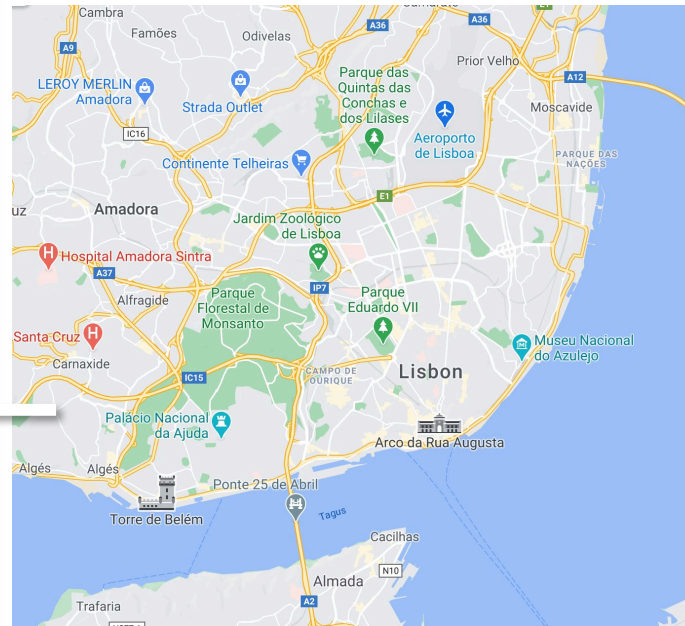 Cambra
Famões
Odivelas
A36
A36
A9
Prior Velho
A12
LEROY MERLIN
Amadora
Strada Outlet
Parque das
Quintas das
Conchas e
dos Lilases
Moscavide
IC16
Aeroporto
de Lisboa
Continente Telheiras
PARQUE DAS
NAÇÕES
E1
Amadora
Jardim Zoológico
de Lisboa
Hospital Amadora Sintra
A37
IP7
Alfragide
Parque
Florestal de
Monsanto
Parque
Eduardo VII
Santa Cruz
Museu Nacional
do Azulejo
Carnaxide
CAMPO DE
OURIQUE
Lisbon
IC15
Palácio Nacional
da Ajuda
Arco da Rua Augusta
Algés
Algés
Ponte 25 de Abril
Torre de Belém
Tagus
Cacilhas
N10
Almada
A2
Trafaria